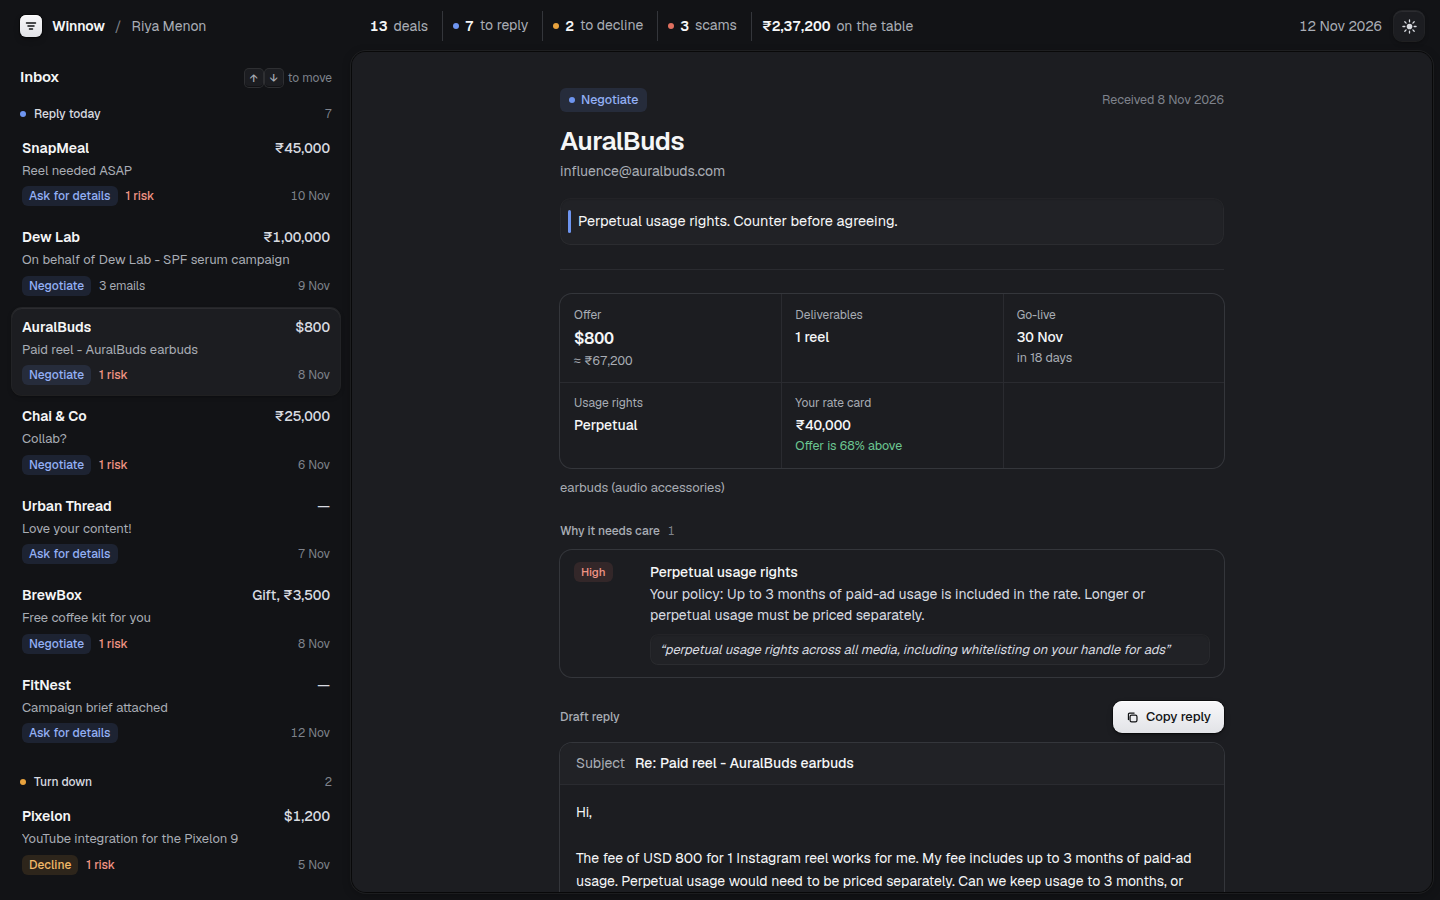 Winnow / Riya Menon
13 deals
7 to reply
2 to decline
3 scams
₹2,37,200 on the table
12 Nov 2026
Inbox
↑ ↓ to move
Reply today 7
SnapMeal ₹45,000
Reel needed ASAP
Ask for details 1 risk 10 Nov
Dew Lab ₹1,00,000
On behalf of Dew Lab - SPF serum campaign
Negotiate 3 emails 9 Nov
AuralBuds $800
Paid reel - AuralBuds earbuds
Negotiate 1 risk 8 Nov
Chai & Co ₹25,000
Collab?
Negotiate 1 risk 6 Nov
Urban Thread —
Love your content!
Ask for details 7 Nov
BrewBox Gift, ₹3,500
Free coffee kit for you
Negotiate 1 risk 8 Nov
FitNest —
Campaign brief attached
Ask for details 12 Nov
Turn down 2
Pixelon $1,200
YouTube integration for the Pixelon 9
Decline 1 risk 5 Nov
Negotiate Received 8 Nov 2026
AuralBuds
influence@auralbuds.com
Perpetual usage rights. Counter before agreeing.
Offer
$800
≈ ₹67,200
Deliverables
1 reel
Go-live
30 Nov
in 18 days
Usage rights
Perpetual
Your rate card
₹40,000
Offer is 68% above
earbuds (audio accessories)
Why it needs care 1
High
Perpetual usage rights
Your policy: Up to 3 months of paid-ad usage is included in the rate. Longer or
perpetual usage must be priced separately.
“perpetual usage rights across all media, including whitelisting on your handle for ads”
Draft reply
Copy reply
Subject Re: Paid reel - AuralBuds earbuds
Hi,
The fee of USD 800 for 1 Instagram reel works for me. My fee includes up to 3 months of paid-ad
usage. Perpetual usage would need to be priced separately. Can we keep usage to 3 months, or